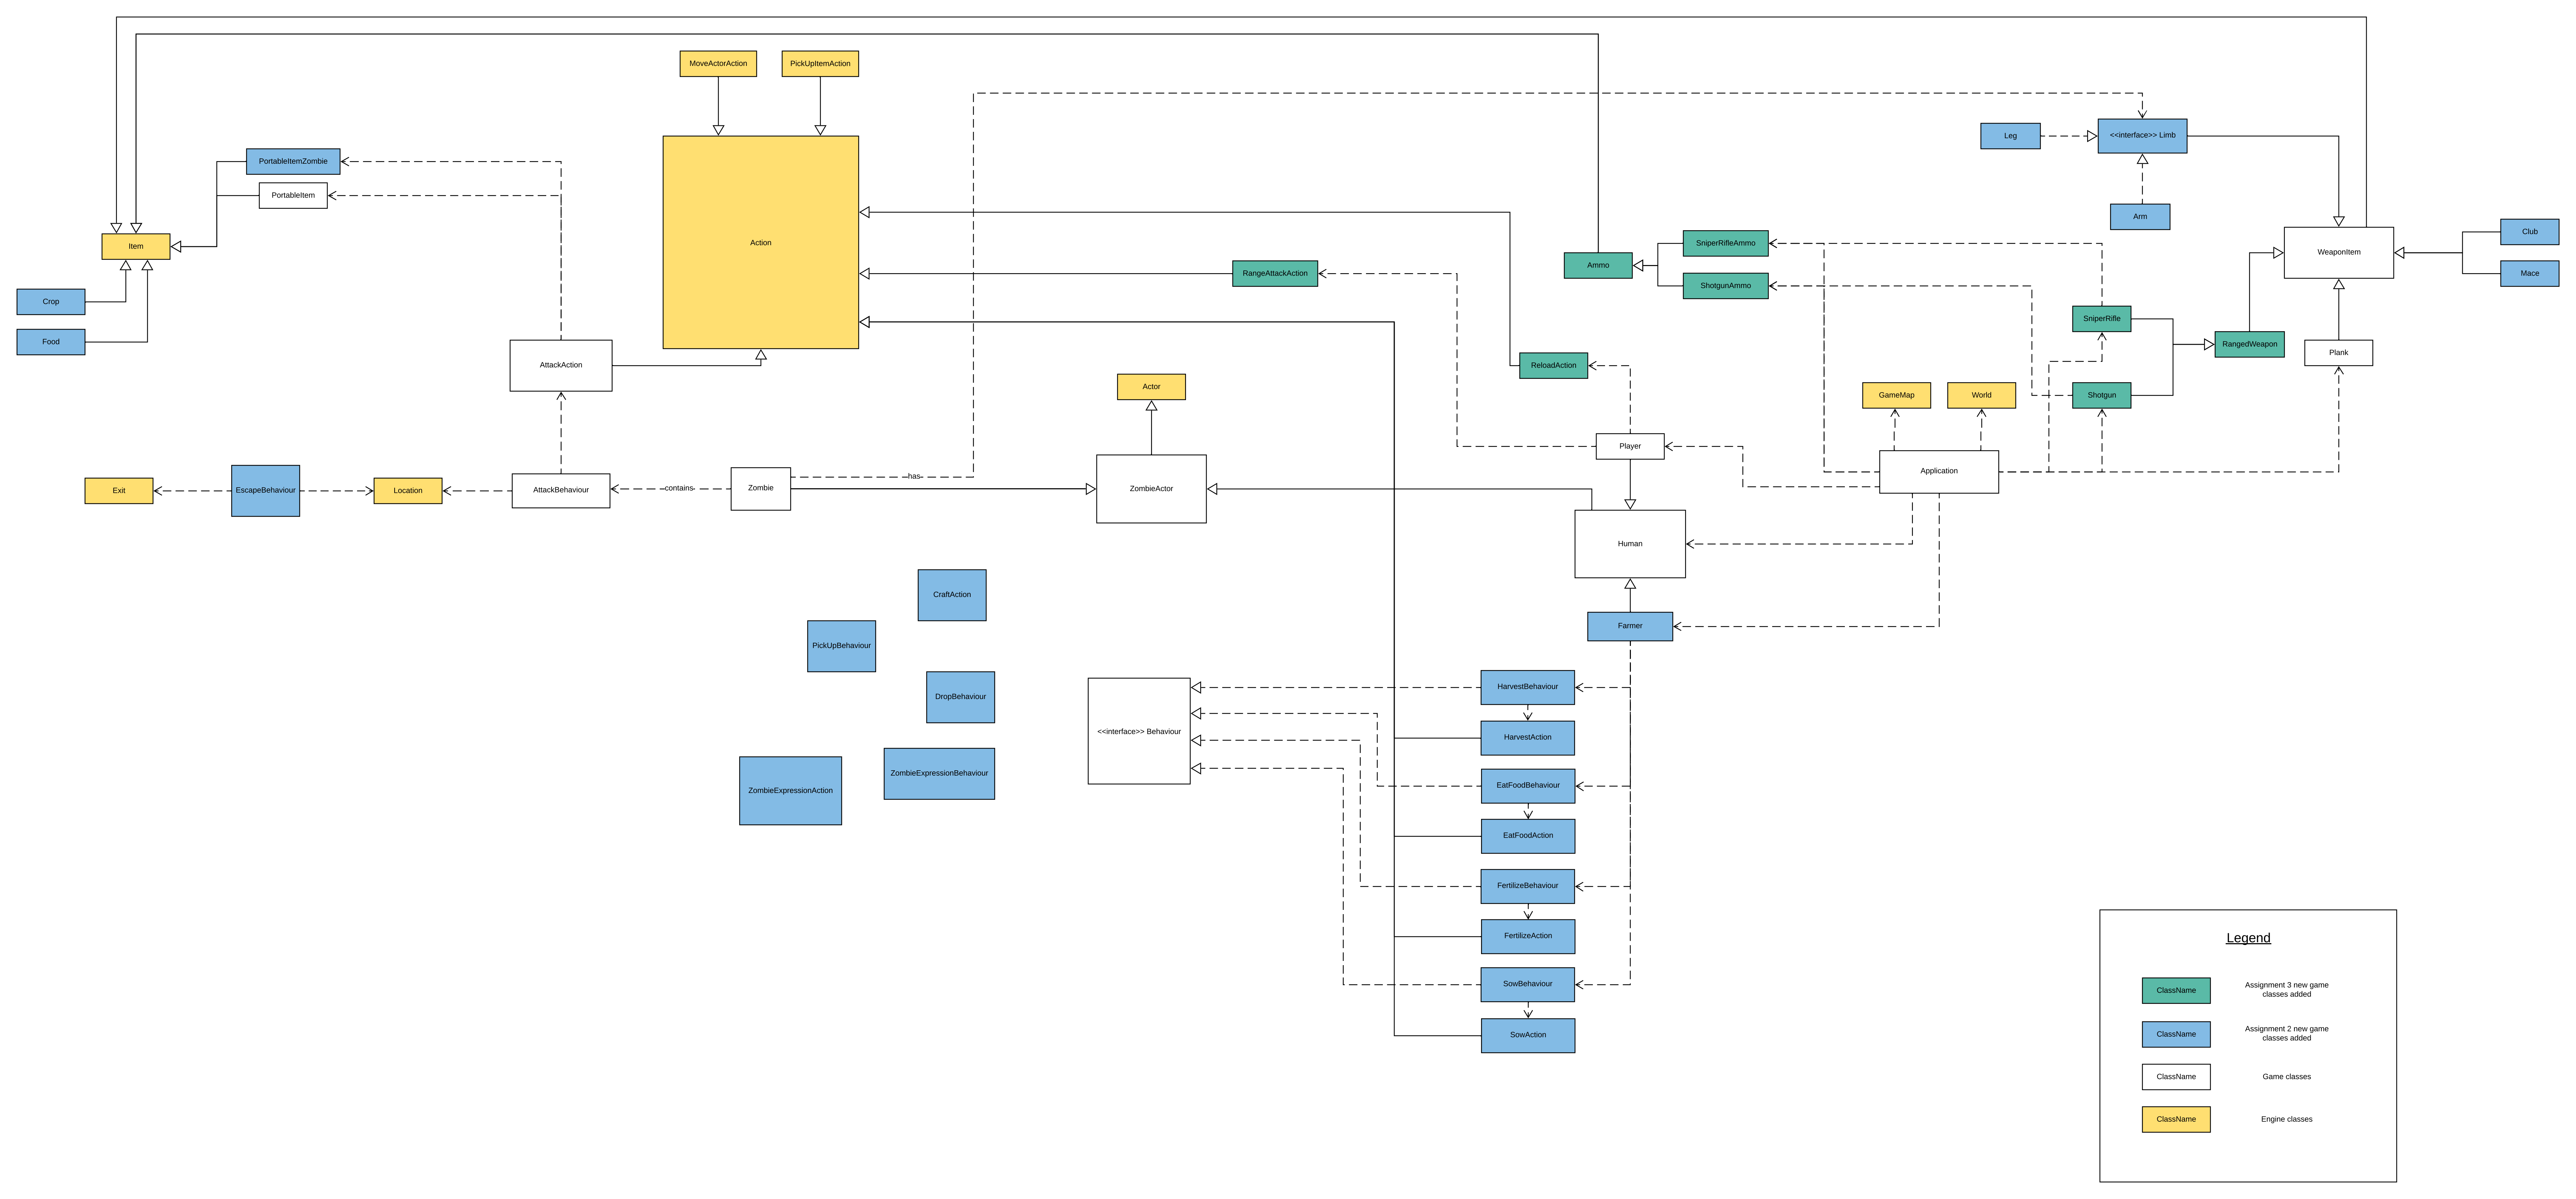 MoveActorAction
PickUpItemAction
Leg
<<interface>> Limb
PortableItemZombie
PortableItem
Arm
Item
Action
SniperRifleAmmo
Club
WeaponItem
Ammo
RangeAttackAction
Mace
ShotgunAmmo
Crop
SniperRifle
Food
RangedWeapon
Plank
AttackAction
ReloadAction
Actor
GameMap
World
Shotgun
Player
Application
has
Exit
EscapeBehaviour
Location
AttackBehaviour
contains
Zombie
ZombieActor
Human
CraftAction
Farmer
PickUpBehaviour
HarvestBehaviour
DropBehaviour
<<interface>> Behaviour
HarvestAction
ZombieExpressionBehaviour
EatFoodBehaviour
ZombieExpressionAction
EatFoodAction
FertilizeBehaviour
FertilizeAction
SowBehaviour
SowAction
Legend
ClassName
Assignment 3 new game
classes added
ClassName
Assignment 2 new game
classes added
ClassName
Game classes
ClassName
Engine classes